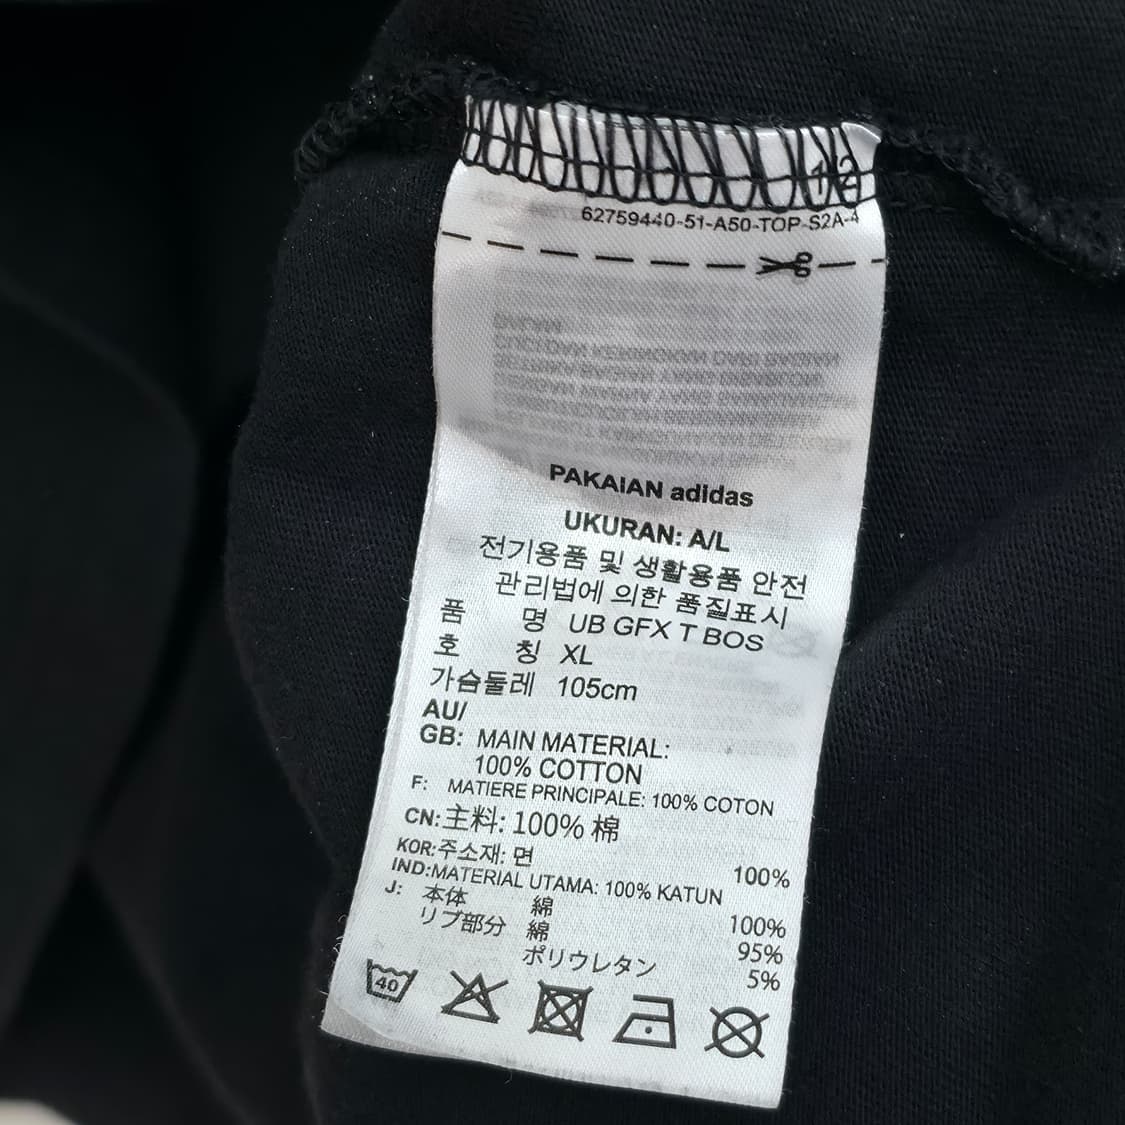 1/2
62759440-51-A50-TOP-S2A-4
PAKAIAN adidas
UKURAN: A/L
전기용품 및 생활용품 안전
관리법에 의한 품질표시
품 명 UB GFX T BOS
호 칭 XL
가슴둘레 105cm
AU/
GB: MAIN MATERIAL:
100% COTTON
F: MATIERE PRINCIPALE: 100% COTON
CN:主料: 100% 棉
KOR:주소재: 면 100%
IND:MATERIAL UTAMA: 100% KATUN
J: 本体 綿 100%
リブ部分 綿 95%
ポリウレタン 5%
40